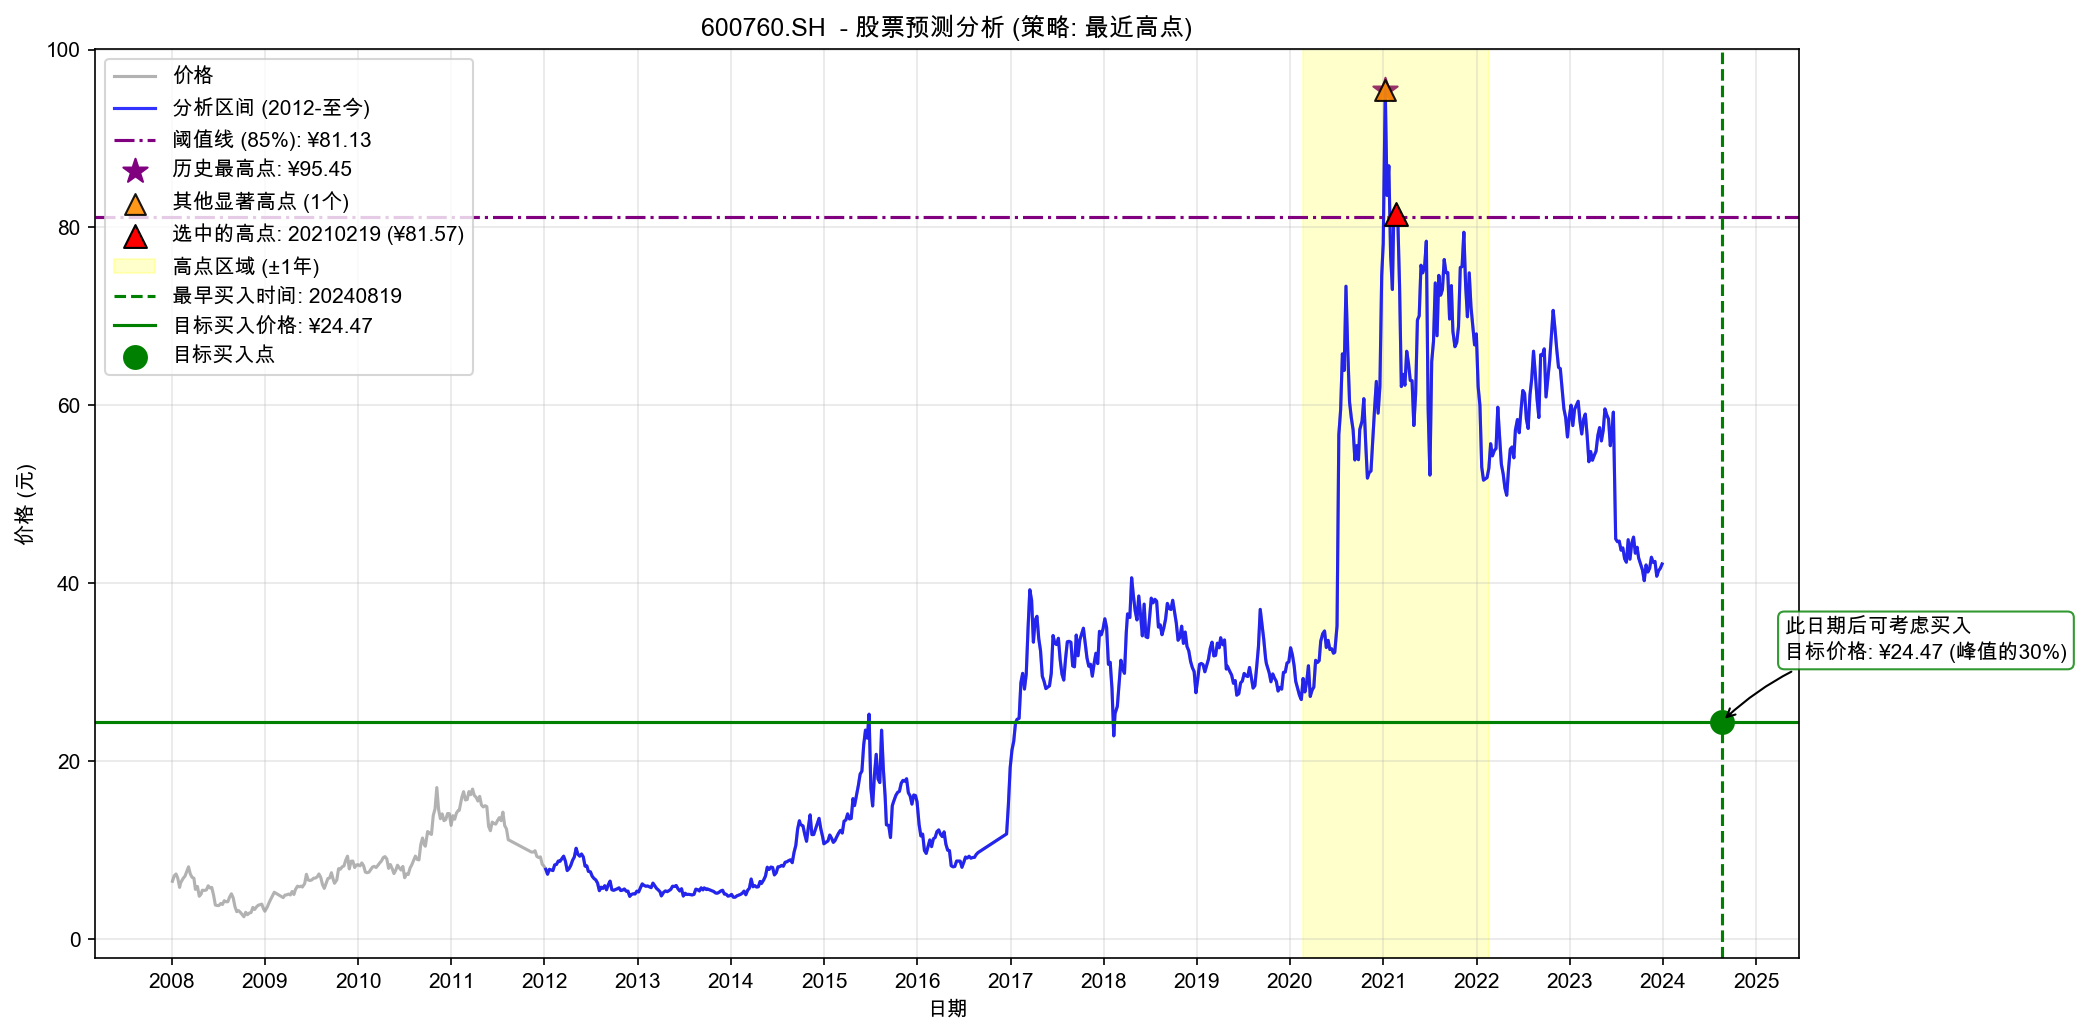 600760.SH - 股票预测分析 (策略: 最近高点)
价格
分析区间 (2012-至今)
阈值线 (85%): ¥81.13
历史最高点: ¥95.45
其他显著高点 (1个)
选中的高点: 20210219 (¥81.57)
高点区域 (±1年)
最早买入时间: 20240819
目标买入价格: ¥24.47
目标买入点
100
80
60
40
20
0
价格 (元)
此日期后可考虑买入
目标价格: ¥24.47 (峰值的30%)
2008 2009 2010 2011 2012 2013 2014 2015 2016 2017 2018 2019 2020 2021 2022 2023 2024 2025
日期